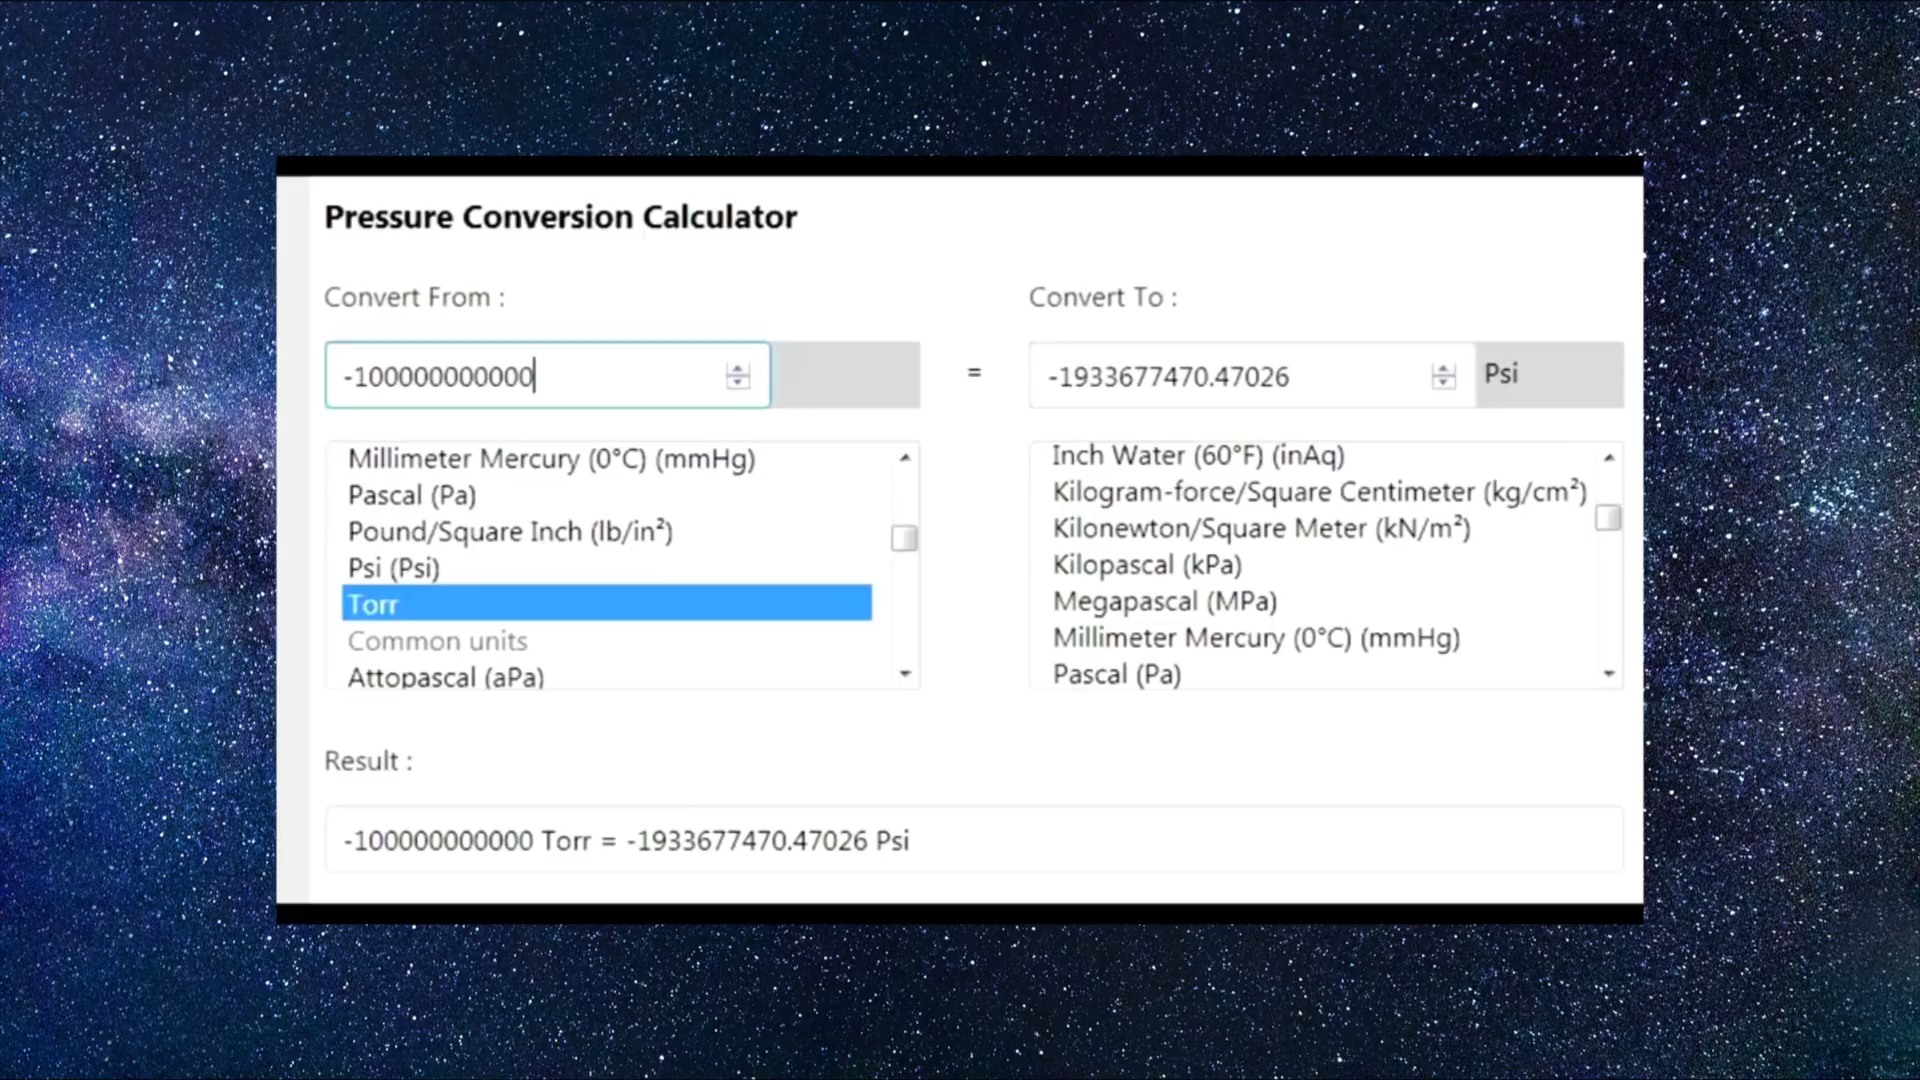 Pressure Conversion Calculator
Convert From :
Convert To :
-100000000000
=
-1933677470.47026
Psi
Millimeter Mercury (0°C) (mmHg)
Pascal (Pa)
Pound/Square Inch (lb/in²)
Psi (Psi)
Torr
Common units
Attopascal (aPa)
Inch Water (60°F) (inAq)
Kilogram-force/Square Centimeter (kg/cm²)
Kilonewton/Square Meter (kN/m²)
Kilopascal (kPa)
Megapascal (MPa)
Millimeter Mercury (0°C) (mmHg)
Pascal (Pa)
Result :
-100000000000 Torr = -1933677470.47026 Psi